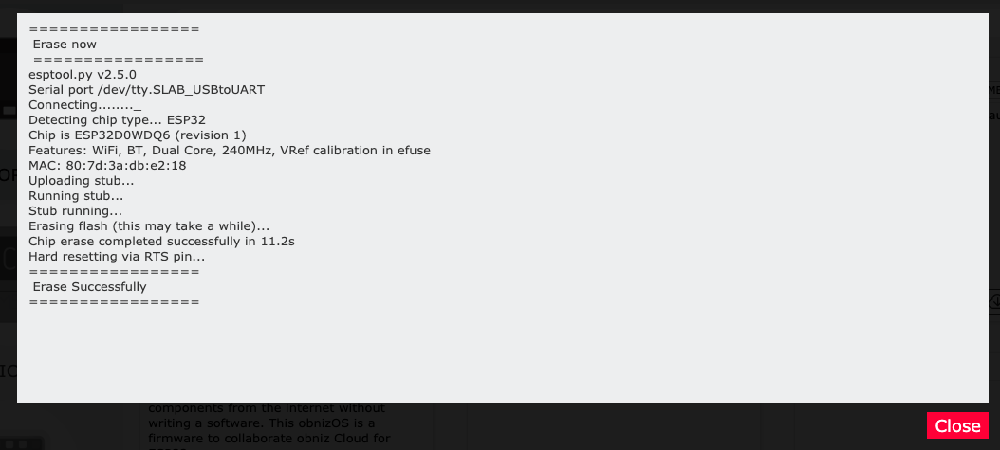 =================
Erase now
=================
esptool.py v2.5.0
Serial port /dev/tty.SLAB_USBtoUART
Connecting........_
Detecting chip type... ESP32
Chip is ESP32D0WDQ6 (revision 1)
Features: WiFi, BT, Dual Core, 240MHz, VRef calibration in efuse
MAC: 80:7d:3a:db:e2:18
Uploading stub...
Running stub...
Stub running...
Erasing flash (this may take a while)...
Chip erase completed successfully in 11.2s
Hard resetting via RTS pin...
=================
Erase Successfully
=================
components from the internet without
writing a software. This obnizOS is a
firmware to collaborate obniz Cloud for
Close